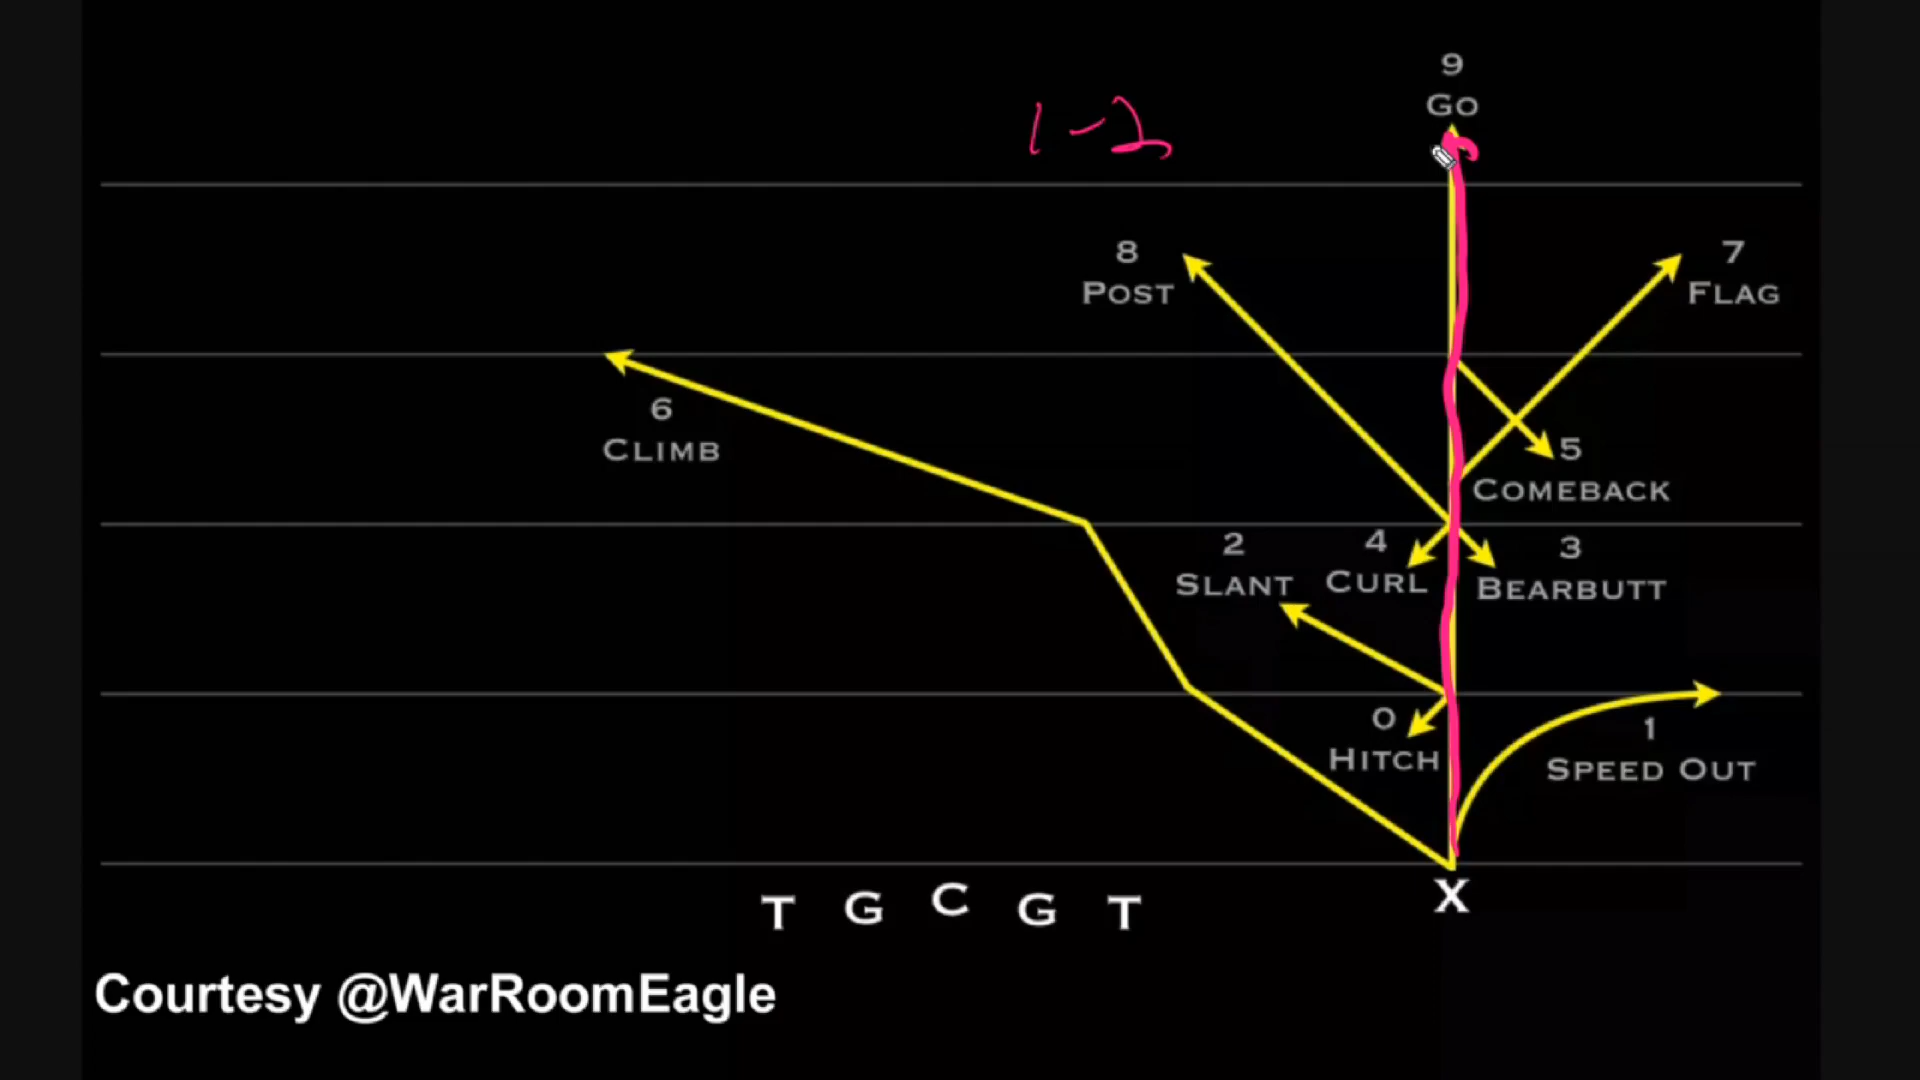 9
Go
1-2
8
Post
7
Flag
6
Climb
5
Comeback
2
Slant
4
Curl
3
Bearbutt
0
Hitch
1
Speed Out
T G C G T X
Courtesy @WarRoomEagle